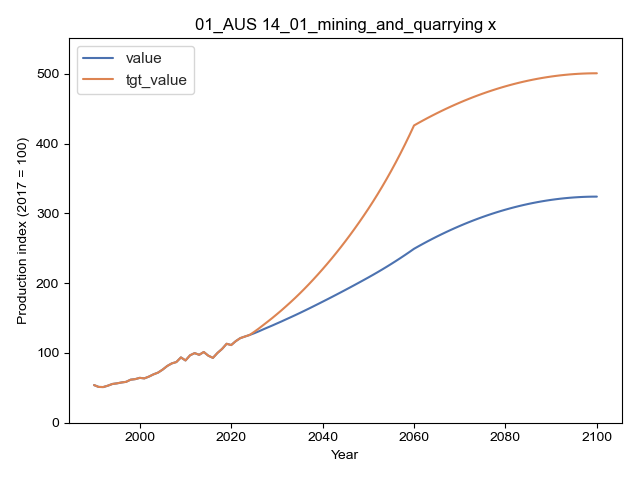 01_AUS 14_01_mining_and_quarrying x
value
tgt_value
Production index (2017 = 100)
500
400
300
200
100
0
2000 2020 2040 2060 2080 2100
Year